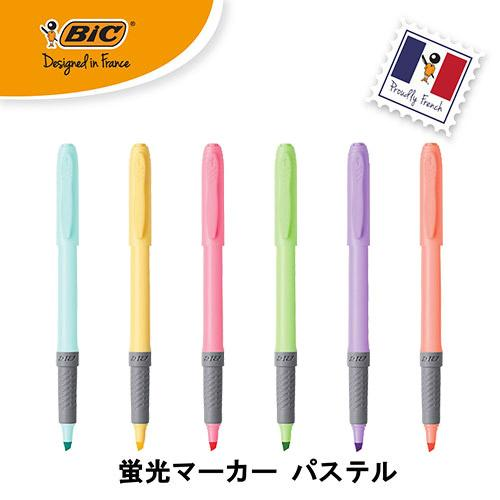 BiC
Designed in France
Proudly French
BIC BIC BIC BIC BIC BIC
蛍光マーカー パステル